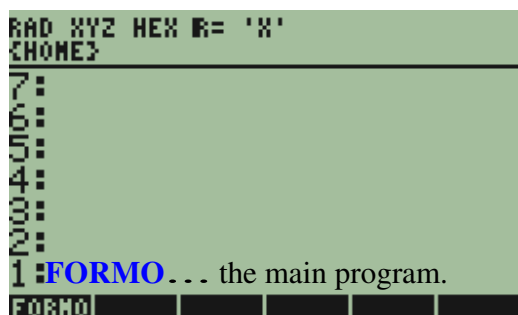 RAD XYZ HEX R= 'X'
{HOME}
7:
6:
5:
4:
3:
2:
1:FORMO... the main program.
FORMO